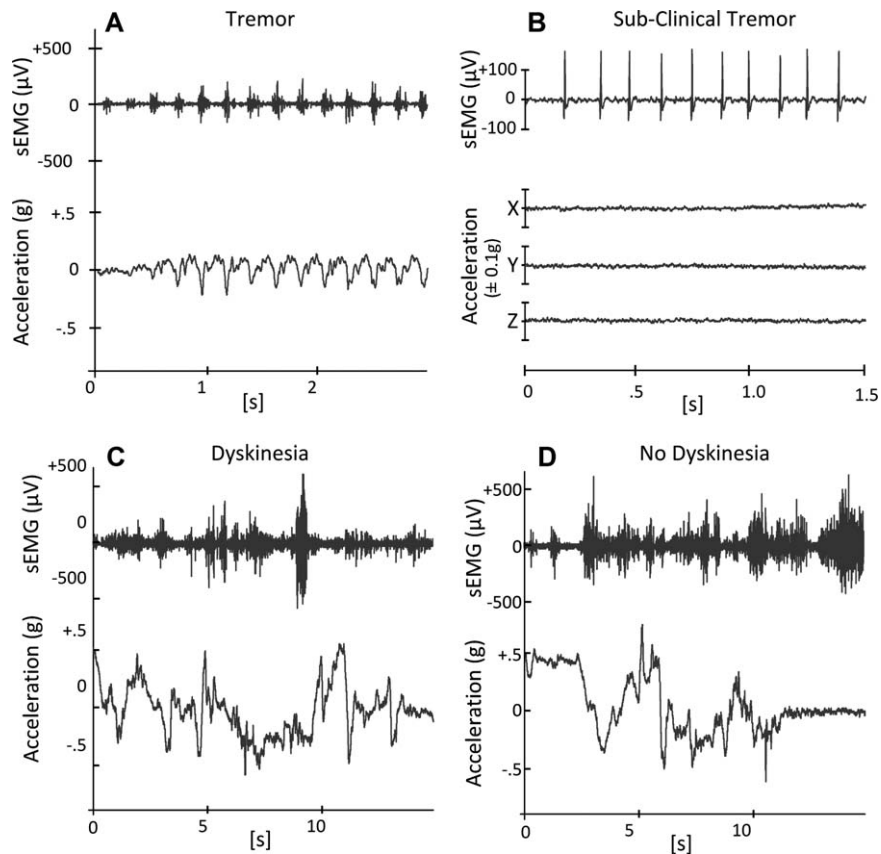 A
Tremor
+500
0
-500
sEMG (µV)
+.5
0
-.5
Acceleration (g)
0
1
2
[s]
B
Sub-Clinical Tremor
+100
0
-100
sEMG (µV)
X
Y
Z
Acceleration
(± 0.1g)
0
.5
1.0
1.5
[s]
C
Dyskinesia
+500
0
-500
sEMG (µV)
+.5
0
-.5
Acceleration (g)
0
5
10
[s]
D
No Dyskinesia
+500
0
-500
sEMG (µV)
+.5
0
-.5
Acceleration (g)
0
5
10
[s]